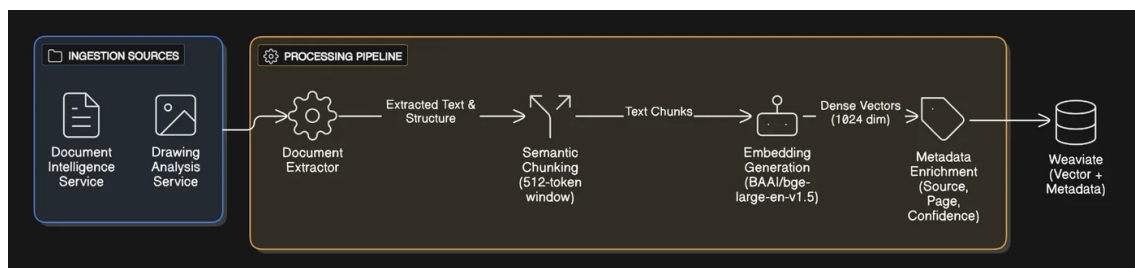 INGESTION SOURCES
Document
Intelligence
Service
Drawing
Analysis
Service
PROCESSING PIPELINE
Document
Extractor
Extracted Text &
Structure
Semantic
Chunking
(512-token
window)
Text Chunks
Embedding
Generation
(BAAI/bge-
large-en-v1.5)
Dense Vectors
(1024 dim)
Metadata
Enrichment
(Source,
Page,
Confidence)
Weaviate
(Vector +
Metadata)